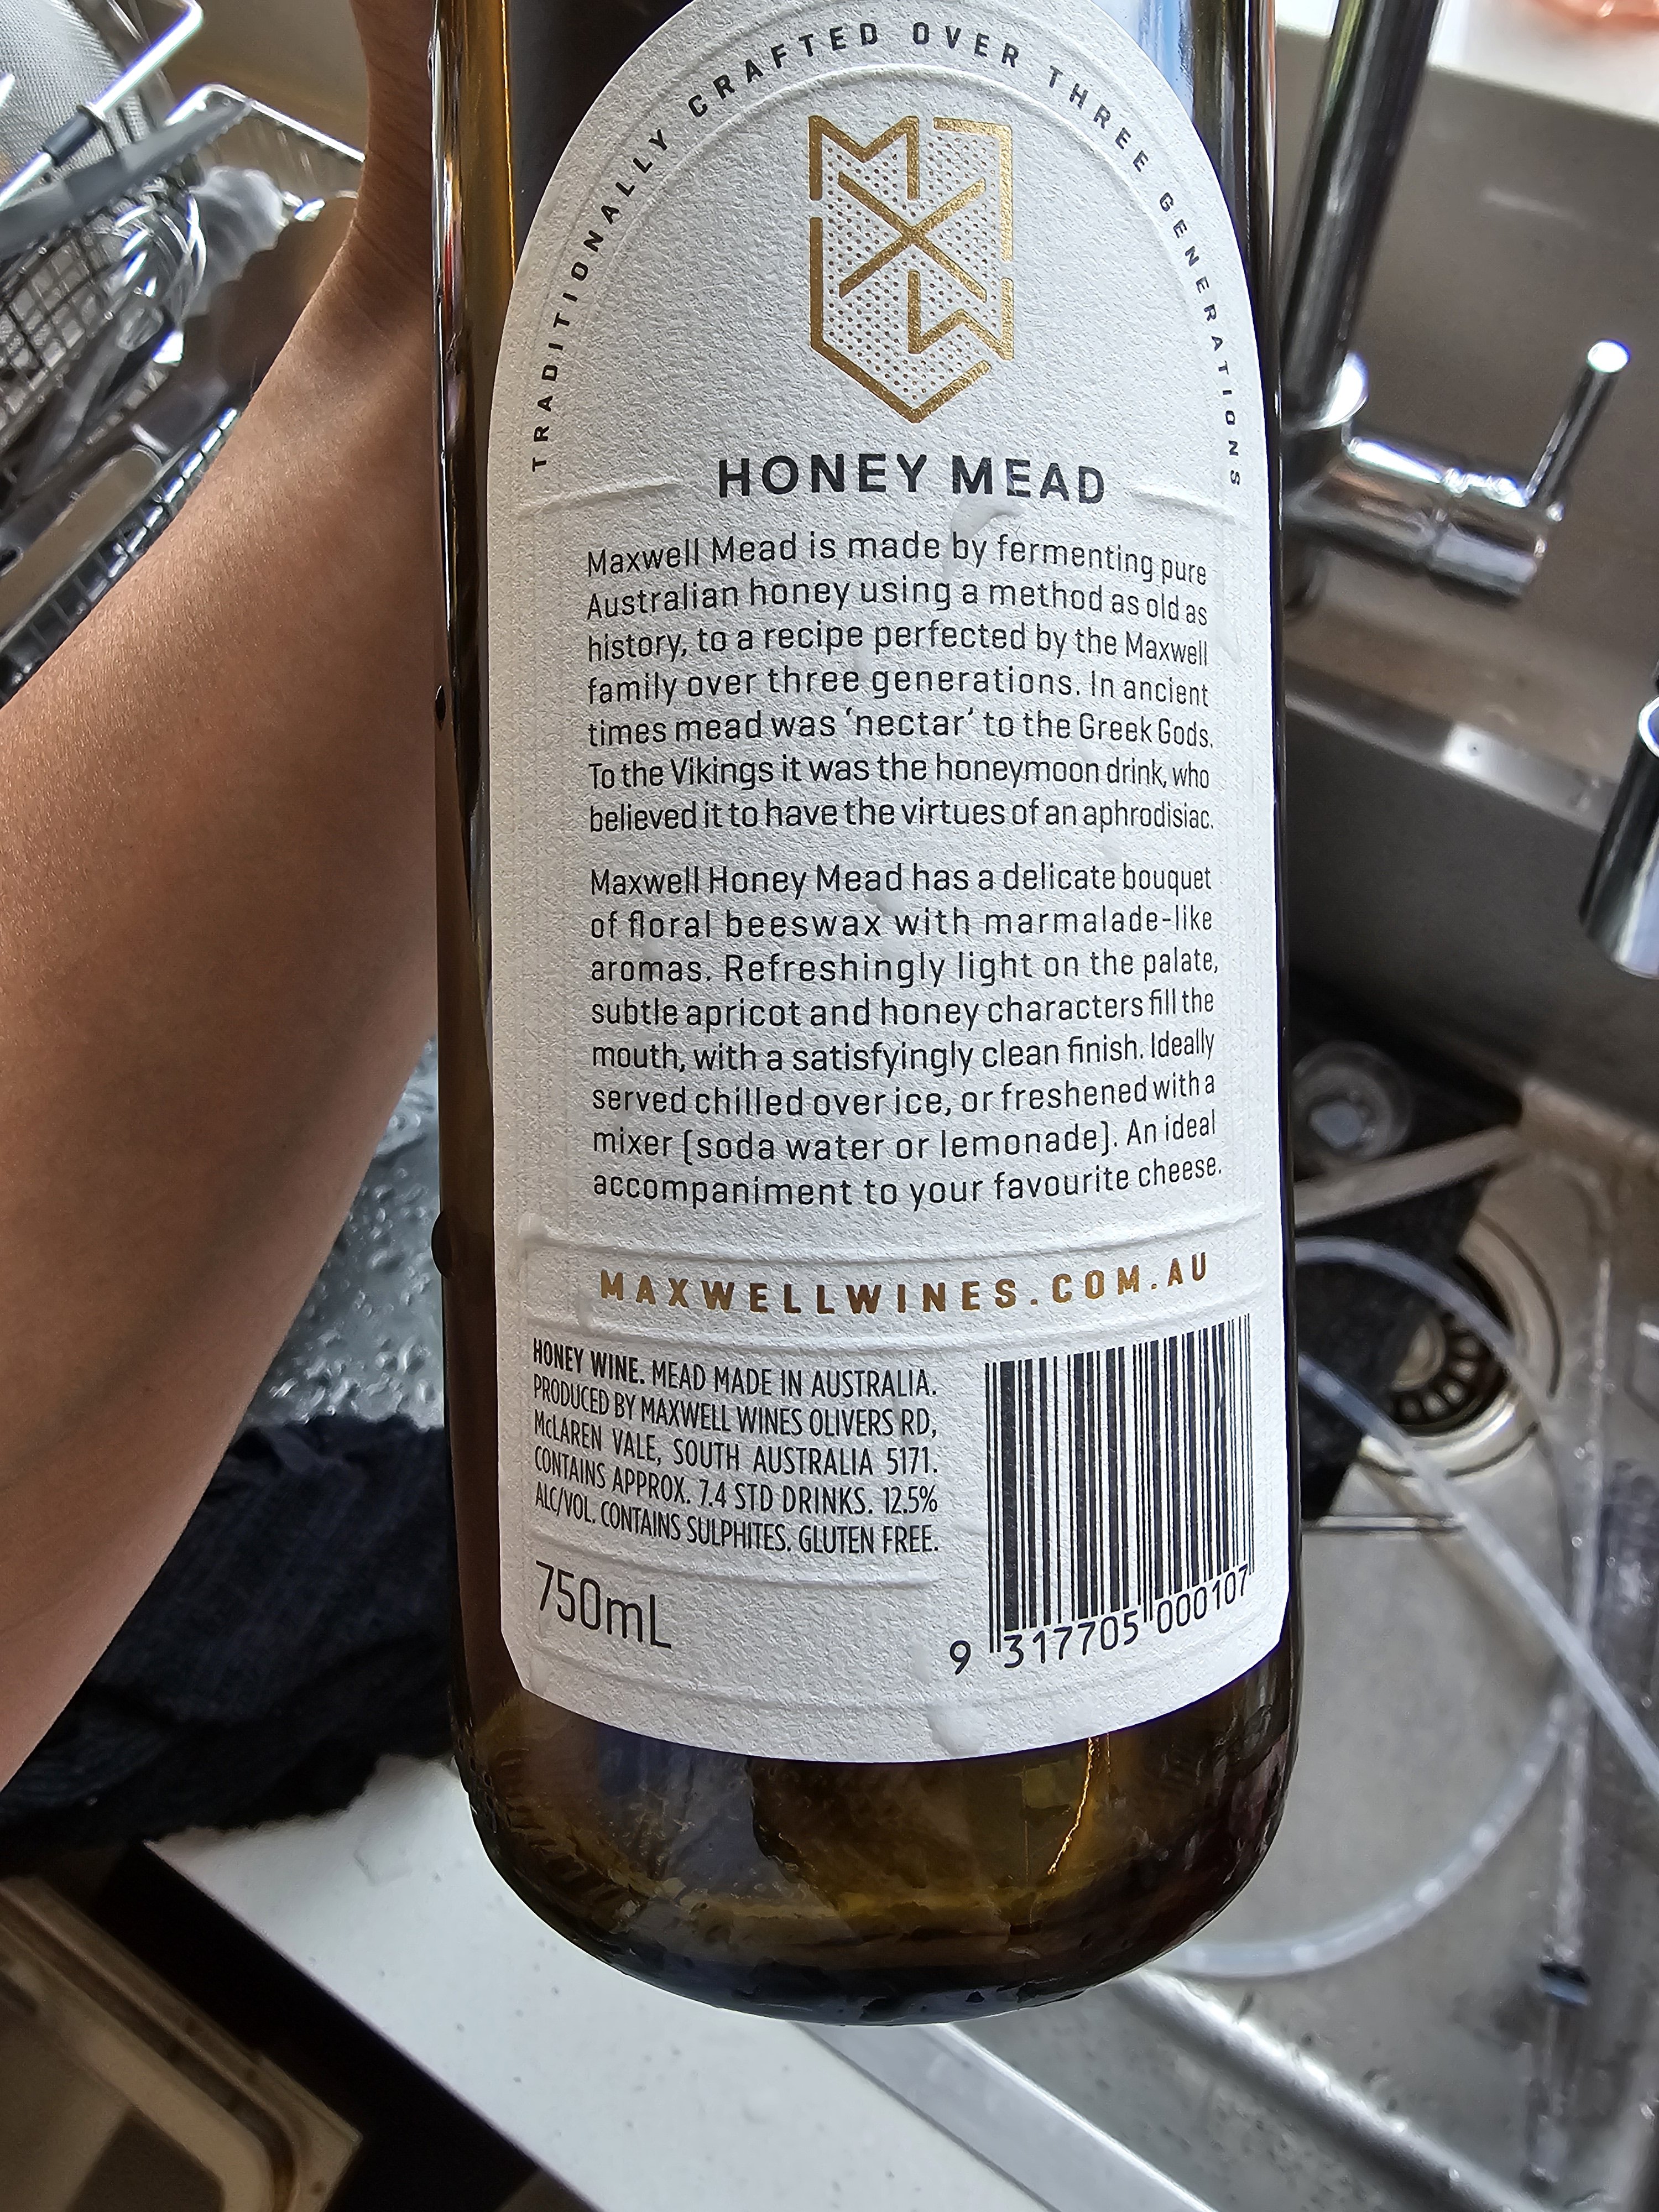 TRADITIONALLY CRAFTED OVER THREE GENERATIONS
MXW
HONEY MEAD
Maxwell Mead is made by fermenting pure
Australian honey using a method as old as
history, to a recipe perfected by the Maxwell
family over three generations. In ancient
times mead was ‘nectar’ to the Greek Gods.
To the Vikings it was the honeymoon drink, who
believed it to have the virtues of an aphrodisiac.
Maxwell Honey Mead has a delicate bouquet
of floral beeswax with marmalade-like
aromas. Refreshingly light on the palate,
subtle apricot and honey characters fill the
mouth, with a satisfyingly clean finish. Ideally
served chilled over ice, or freshened with a
mixer (soda water or lemonade). An ideal
accompaniment to your favourite cheese.
MAXWELLWINES.COM.AU
HONEY WINE. MEAD MADE IN AUSTRALIA.
PRODUCED BY MAXWELL WINES OLIVERS RD,
McLAREN VALE, SOUTH AUSTRALIA 5171.
CONTAINS APPROX. 7.4 STD DRINKS. 12.5%
ALC/VOL. CONTAINS SULPHITES. GLUTEN FREE.
750mL
9 317705 000107